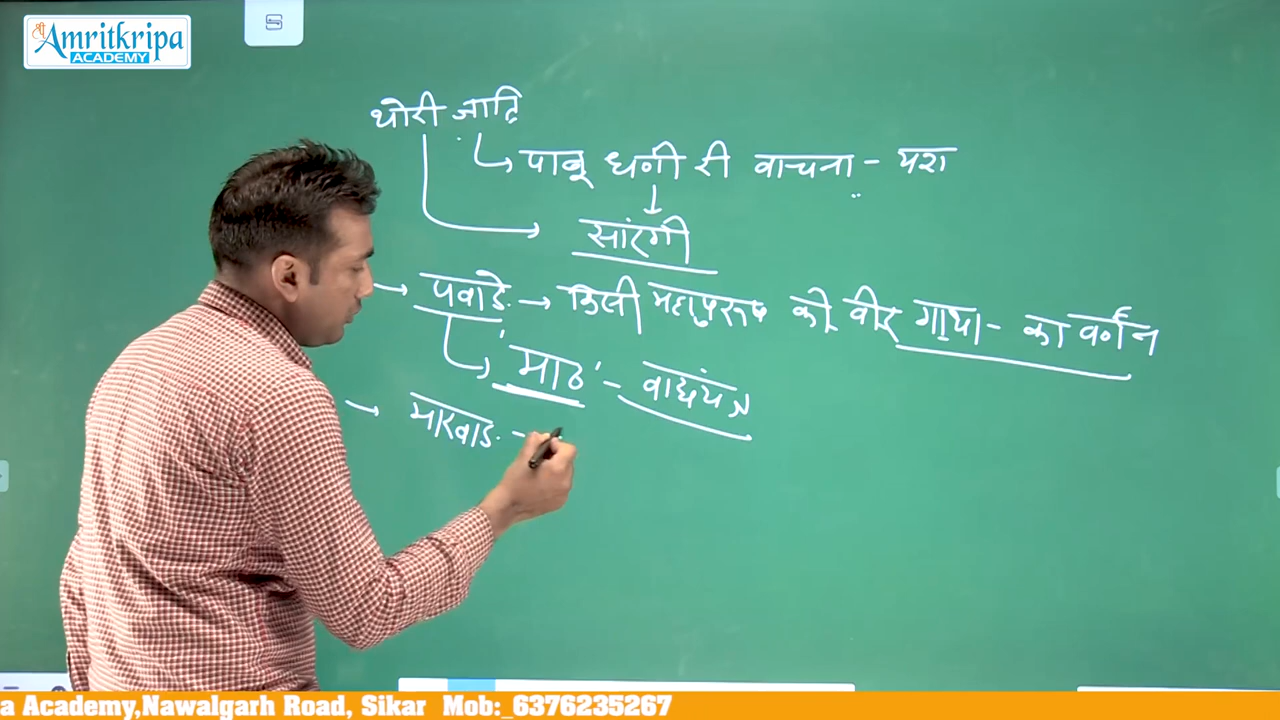 श्री
Amritkripa
ACADEMY
थोरी जाति
पाबू धणी री वाचना - यश
सारंगी
पवाडे → किसी महापुरूष की वीर गाथा - का वर्णन
'माठ' - वाद्ययंत्र
मारवाड -
a Academy,Nawalgarh Road, Sikar Mob:_6376235267